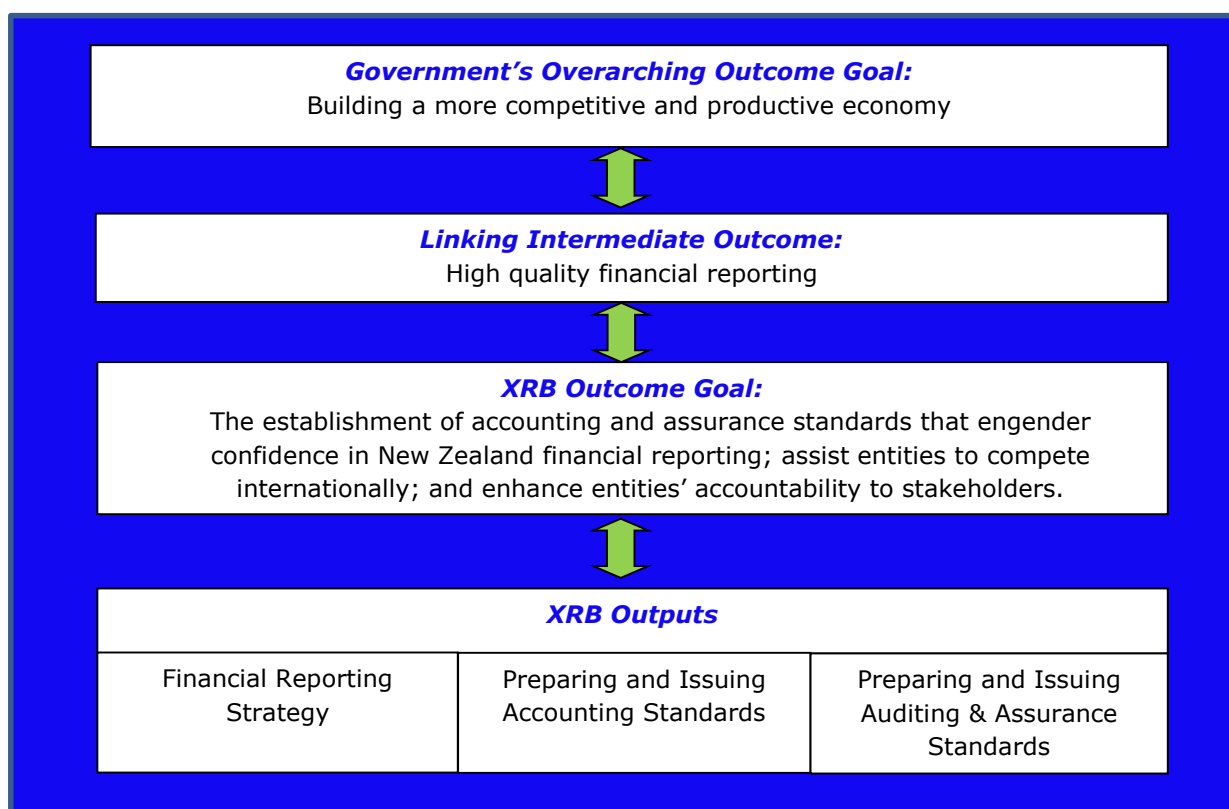 Government's Overarching Outcome Goal:
Building a more competitive and productive economy
Linking Intermediate Outcome:
High quality financial reporting
XRB Outcome Goal:
The establishment of accounting and assurance standards that engender
confidence in New Zealand financial reporting; assist entities to compete
internationally; and enhance entities' accountability to stakeholders.
XRB Outputs
Financial Reporting
Strategy
Preparing and Issuing
Accounting Standards
Preparing and Issuing
Auditing & Assurance
Standards